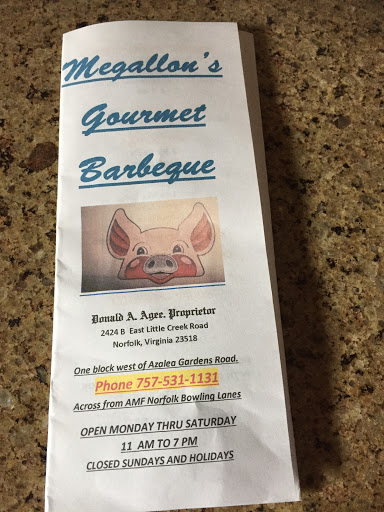 Megallon's
Gourmet
Barbeque
Donald A. Agee, Proprietor
2424 B East Little Creek Road
Norfolk, Virginia 23518
One block west of Azalea Gardens Road.
Phone 757-531-1131
Across from AMF Norfolk Bowling Lanes
OPEN MONDAY THRU SATURDAY
11 AM TO 7 PM
CLOSED SUNDAYS AND HOLIDAYS